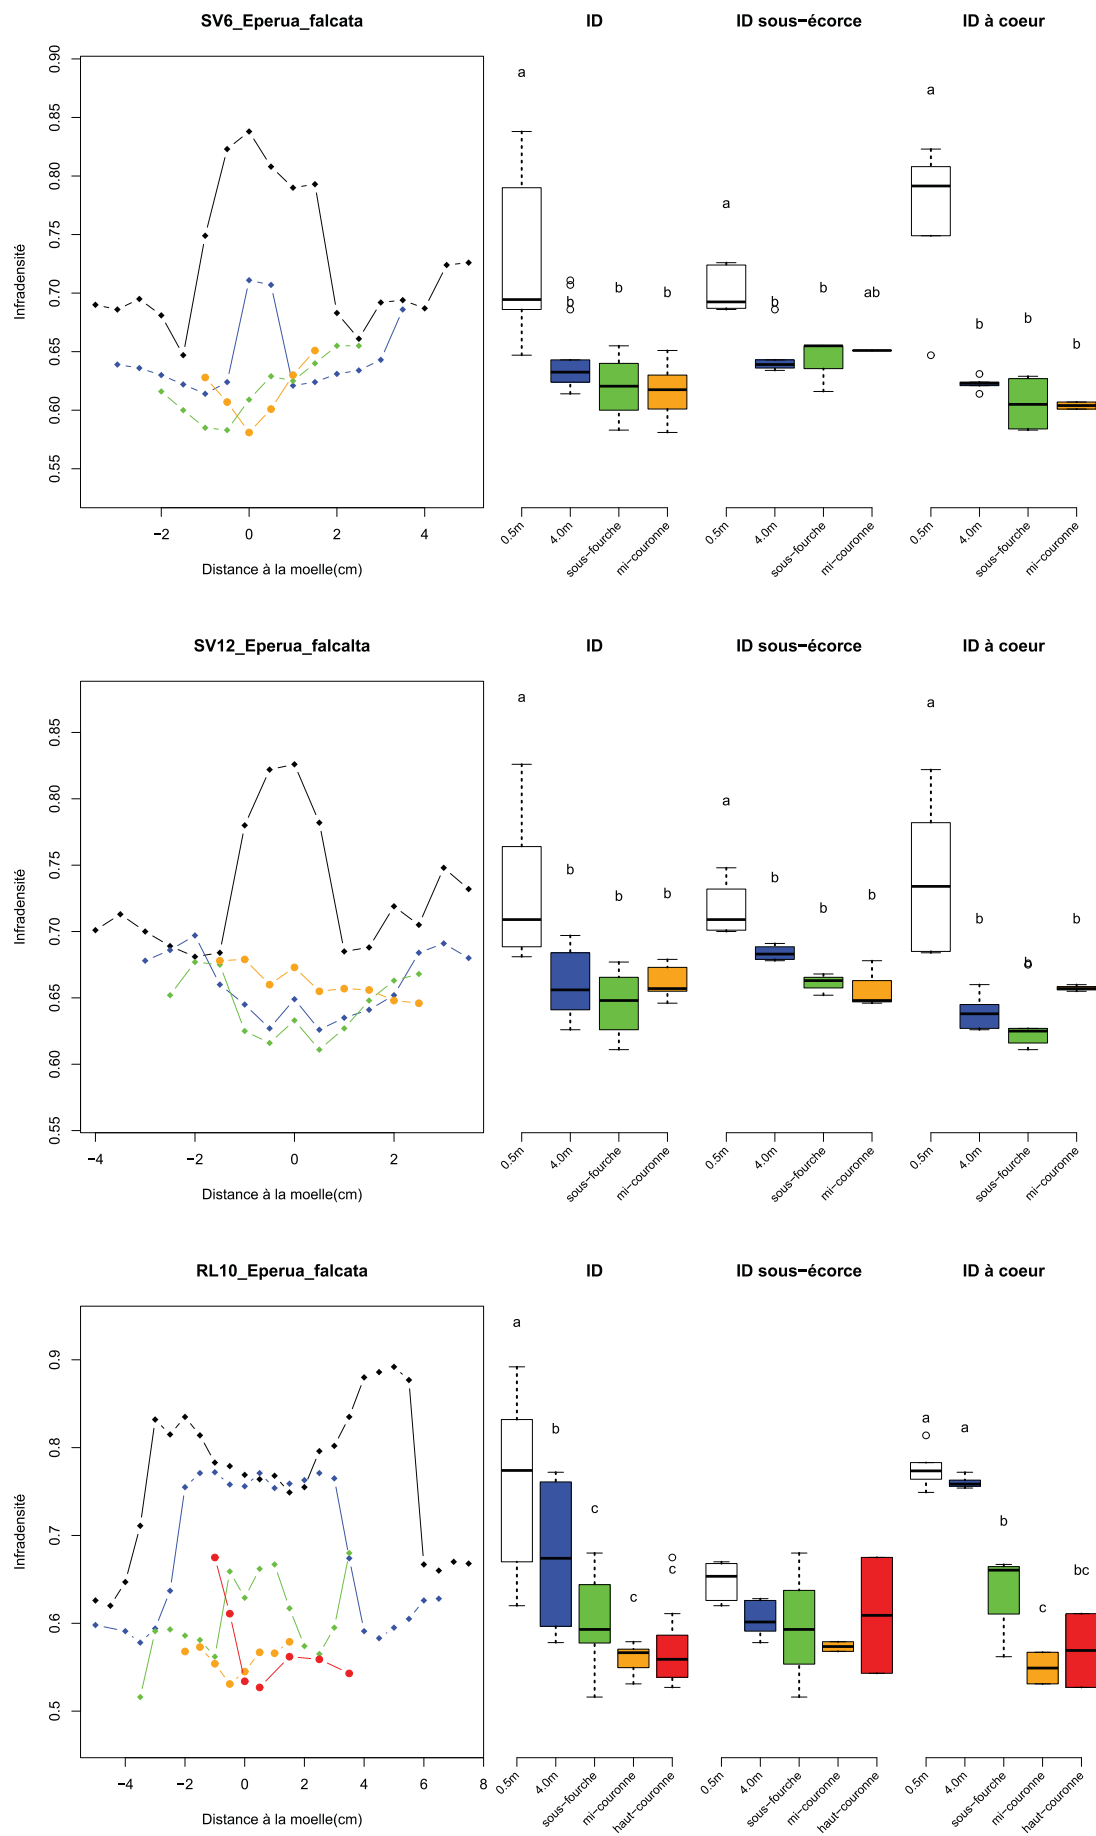 SV6_Eperua_falcata ID ID sous−écorce ID à coeur
0.90
0.85
0.80
0.75
0.70
0.65
0.60
0.55
Infradensité
−2 0 2 4
Distance à la moelle(cm)
a
b
b
b
0.5m
4.0m
sous−fourche
mi−couronne
a
b
b
ab
0.5m
4.0m
sous−fourche
mi−couronne
a
b
b
b
0.5m
4.0m
sous−fourche
mi−couronne
SV12_Eperua_falcalta ID ID sous−écorce ID à coeur
0.85
0.80
0.75
0.70
0.65
0.60
0.55
Infradensité
−4 −2 0 2
Distance à la moelle(cm)
a
b
b
b
0.5m
4.0m
sous−fourche
mi−couronne
a
b
b
b
0.5m
4.0m
sous−fourche
mi−couronne
a
b
b
b
0.5m
4.0m
sous−fourche
mi−couronne
RL10_Eperua_falcata ID ID sous−écorce ID à coeur
0.9
0.8
0.7
0.6
0.5
Infradensité
−4 −2 0 2 4 6 8
Distance à la moelle(cm)
a
b
c
c
c
0.5m
4.0m
sous−fourche
mi−couronne
haut−couronne
0.5m
4.0m
sous−fourche
mi−couronne
haut−couronne
a
a
b
c
bc
0.5m
4.0m
sous−fourche
mi−couronne
haut−couronne